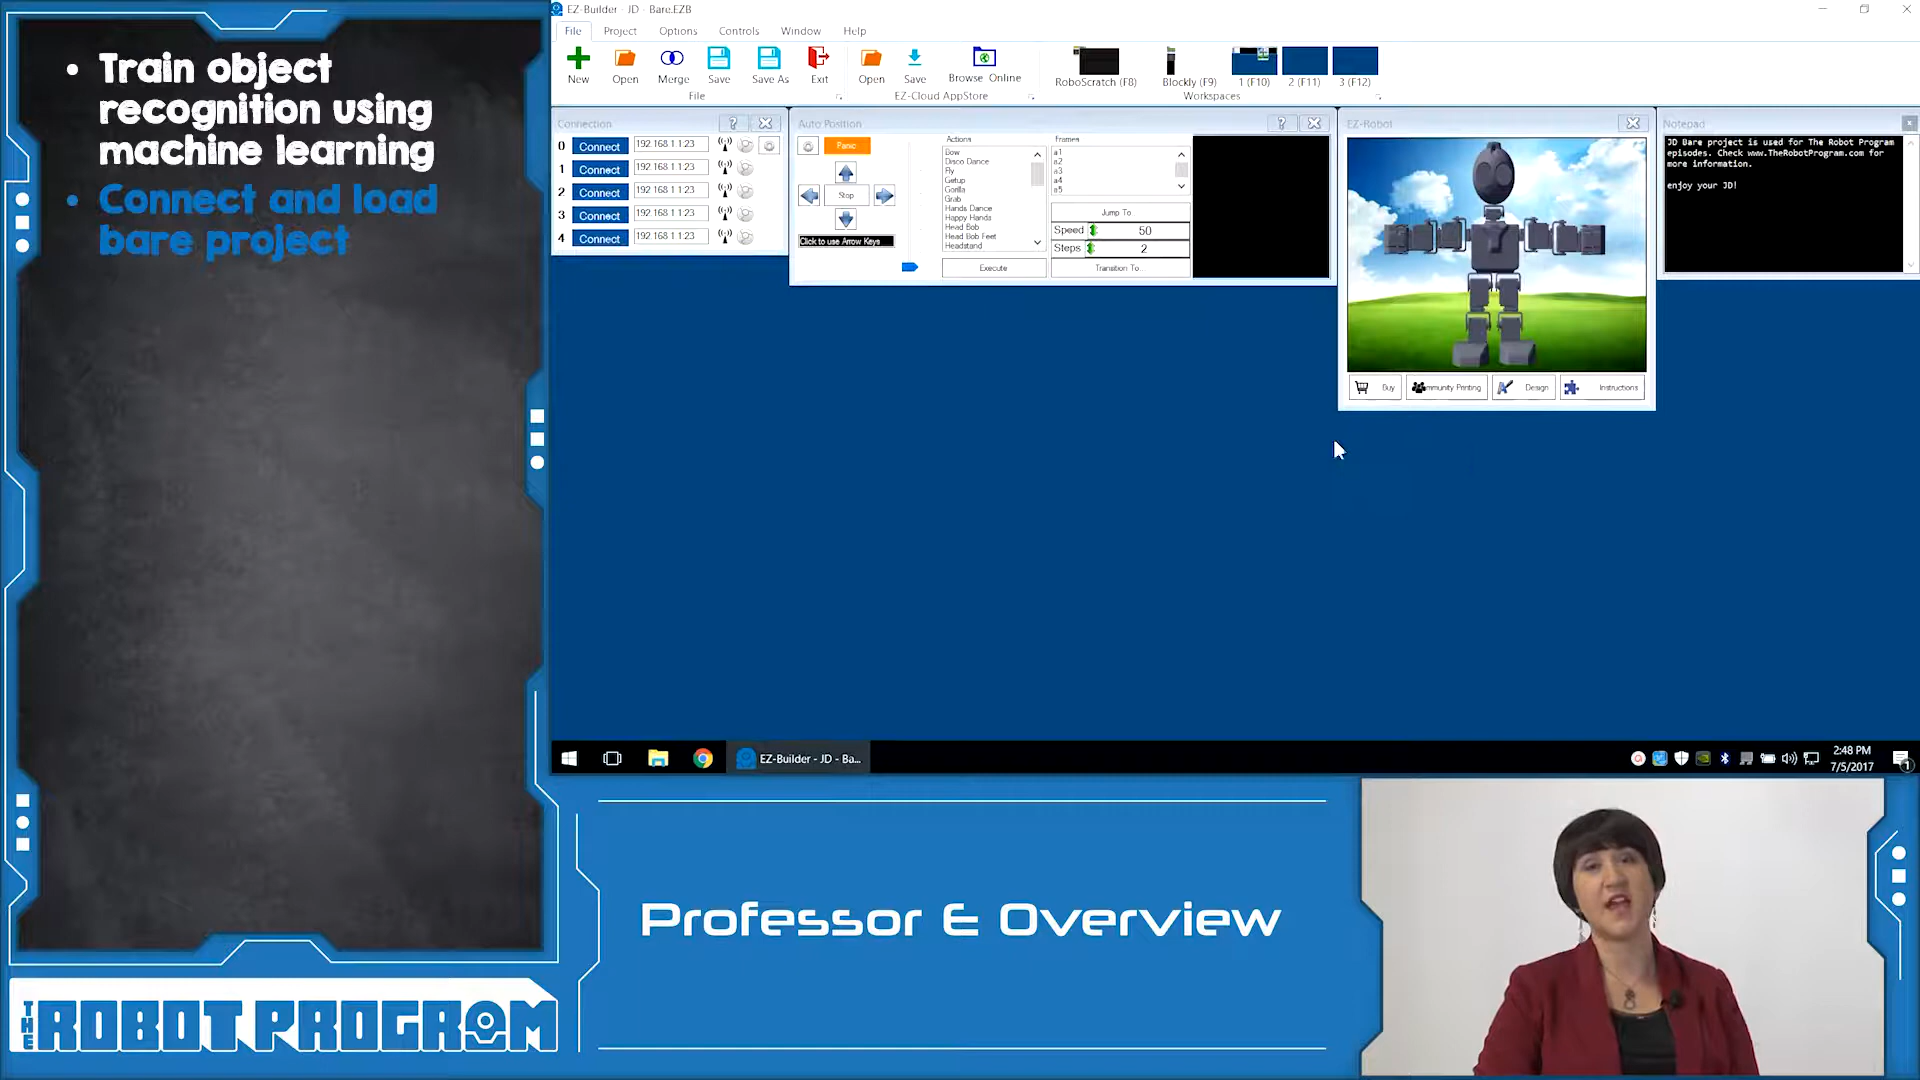 • Train object
recognition using
machine learning
• Connect and load
bare project
THE ROBOT PROGRAM
EZ-Builder - JD - Bare.EZB
File Project Options Controls Window Help
New Open Merge Save Save As Exit Open Save Browse Online RoboScratch (F8) Blockly (F9) 1 (F10) 2 (F11) 3 (F12)
File EZ-Cloud AppStore Workspaces
Connection
0 Connect 192.168.1.1:23
1 Connect 192.168.1.1:23
2 Connect 192.168.1.1:23
3 Connect 192.168.1.1:23
4 Connect 192.168.1.1:23
Auto Position
Panic
Stop
Click to use Arrow Keys
Actions
Bow
Disco Dance
Fly
Getup
Gorilla
Grab
Hands Dance
Happy Hands
Head Bob
Head Bob Feet
Headstand
Execute
Frames
a1
a2
a3
a4
a5
Jump To
Speed 50
Steps 2
Transition To...
EZ-Robot
Buy mmunity Printing Design Instructions
Notepad
JD Bare project is used for The Robot Program
episodes. Check www.TheRobotProgram.com for
more information.
enjoy your JD!
EZ-Builder - JD - Ba...
2:48 PM
7/5/2017
1
Professor E Overview